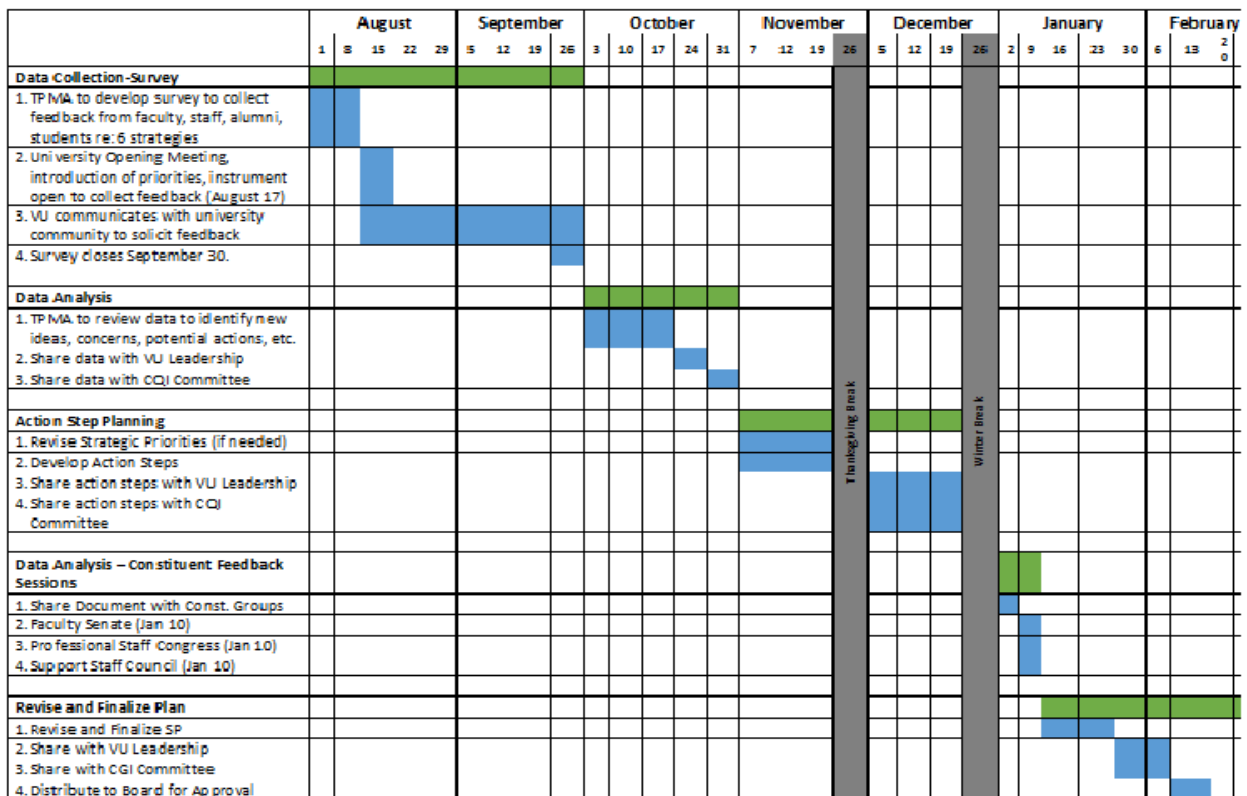 August September October November December January February
1 8 15 22 29 5 12 19 26 3 10 17 24 31 7 12 19 26 5 12 19 26 2 9 16 23 30 6 13 20
Data Collection-Survey
1. TPMA to develop survey to collect
feedback from faculty, staff, alumni,
students re: 6 strategies
2. University Opening Meeting,
introduction of priorities, instrument
open to collect feedback (August 17)
3. VU communicates with university
community to solicit feedback
4. Survey closes September 30.
Data Analysis
1. TPMA to review data to identify new
ideas, concerns, potential actions, etc.
2. Share data with VU Leadership
3. Share data with CQI Committee
Thanksgiving Break
Winter Break
Action Step Planning
1. Revise Strategic Priorities (if needed)
2. Develop Action Steps
3. Share action steps with VU Leadership
4. Share action steps with CQI
Committee
Data Analysis – Constituent Feedback
Sessions
1. Share Document with Const. Groups
2. Faculty Senate (Jan 10)
3. Professional Staff Congress (Jan 10)
4. Support Staff Council (Jan 10)
Revise and Finalize Plan
1. Revise and Finalize SP
2. Share with VU Leadership
3. Share with CGI Committee
4. Distribute to Board for Approval